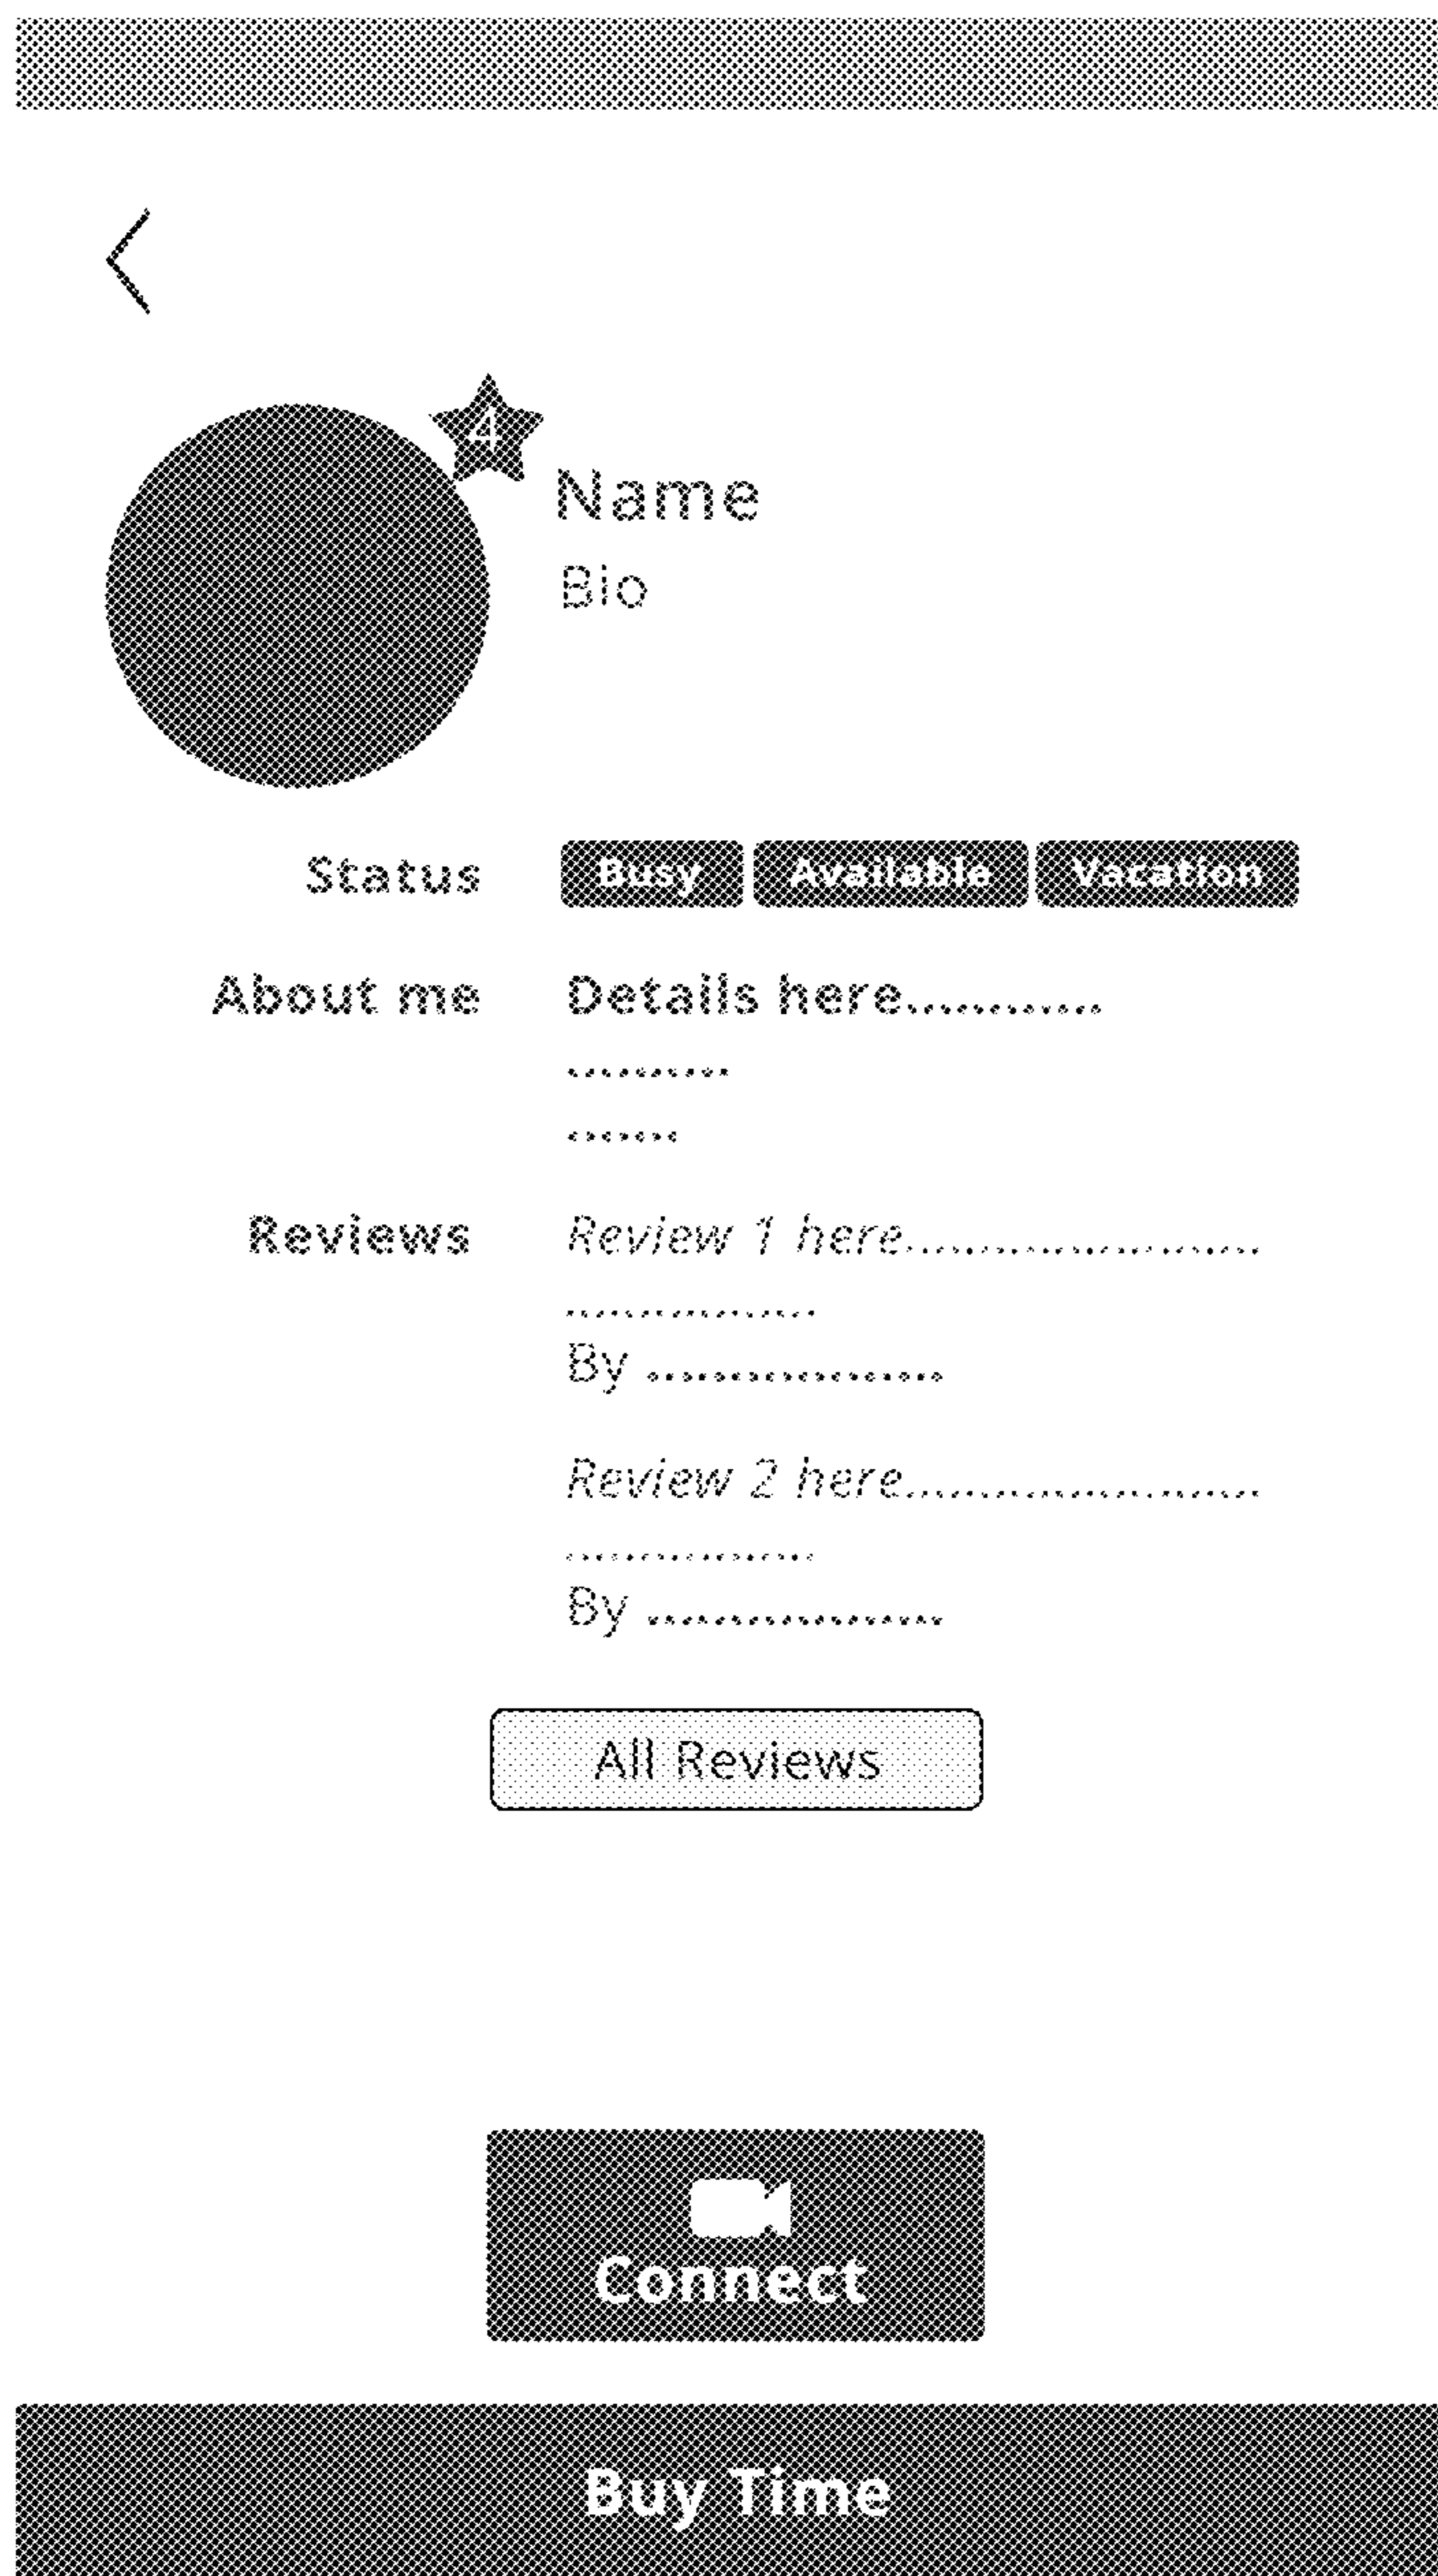 4
Name
Bio
Status Busy Available Vacation
About me Details here............
..........
.......
Reviews Review 1 here.......................
.................
By ..................
Review 2 here.......................
.................
By ..................
All Reviews
Connect
Buy Time